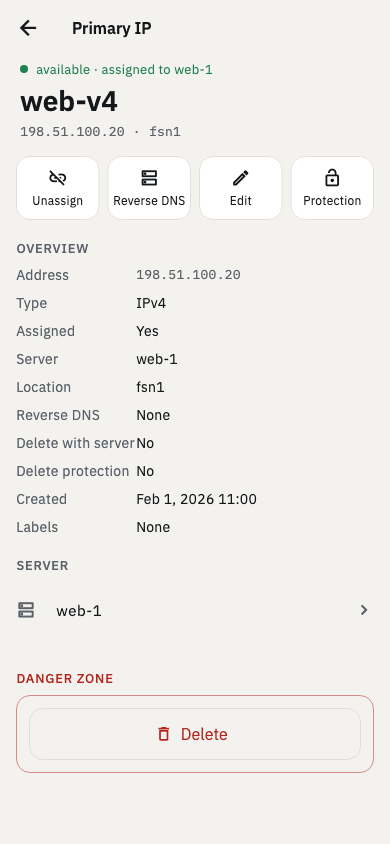 Primary IP
available · assigned to web-1
web-v4
198.51.100.20 · fsn1
Unassign Reverse DNS Edit Protection
OVERVIEW
Address 198.51.100.20
Type IPv4
Assigned Yes
Server web-1
Location fsn1
Reverse DNS None
Delete with server No
Delete protection No
Created Feb 1, 2026 11:00
Labels None
SERVER
web-1
DANGER ZONE
Delete